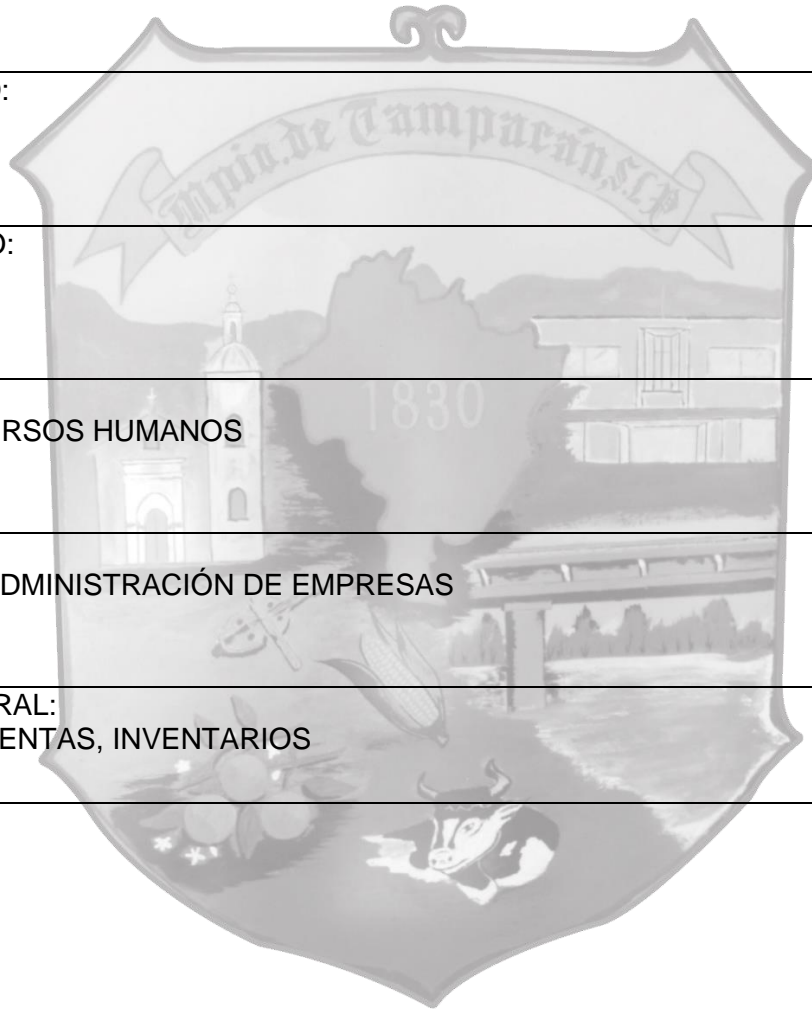 :
Mpio. de Tampacán, S.L.P.
O:
1830
RSOS HUMANOS
DMINISTRACIÓN DE EMPRESAS
RAL:
ENTAS, INVENTARIOS